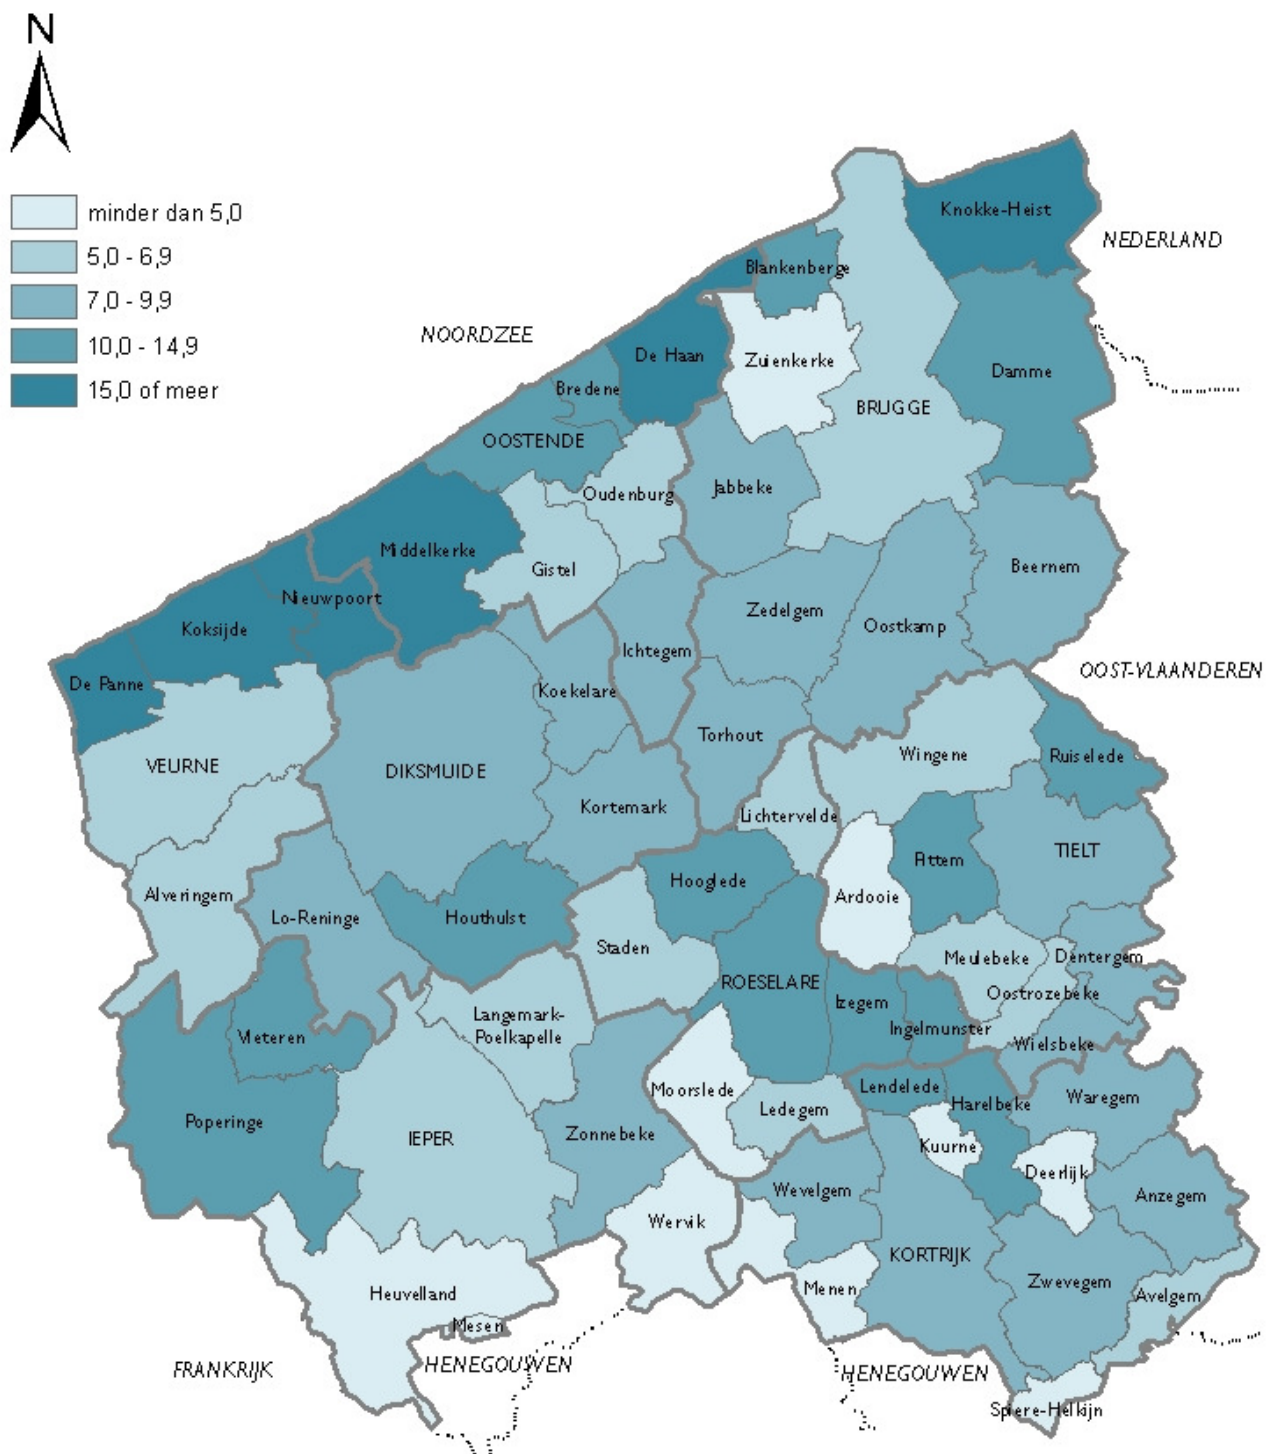 N
minder dan 5,0
5,0 - 6,9
7,0 - 9,9
10,0 - 14,9
15,0 of meer
Knokke-Heist
NEDERLAND
Blankenberge
NOORDZEE
De Haan
Zuienkerke
Damme
Bredene
BRUGGE
OOSTENDE
Oudenburg
Jabbeke
Middelkerke
Gistel
Beernem
Nieuwpoort
Zedelgem
Oostkamp
Koksijde
Ichtegem
OOST-VLAANDEREN
De Panne
Koekelare
Torhout
Wingene
Ruiselede
VEURNE
DIKSMUIDE
Kortemark
Lichtervelde
TIELT
Pittem
Hooglede
Alveringem
Ardooie
Lo-Reninge
Houthulst
Staden
Meulebeke
Dentergem
ROESELARE
Oostrozebeke
Izegem
Langemark-
Poelkapelle
Ingelmunster
Vleteren
Wielsbeke
Moorslede
Lendelede
Harelbeke
Waregem
Ledegem
Poperinge
IEPER
Zonnebeke
Kuurne
Deerlijk
Wevelgem
Anzegem
Wervik
KORTRIJK
Zwevegem
Heuvelland
Menen
Avelgem
Mesen
FRANKRIJK
HENEGOUWEN
HENEGOUWEN
Spiere-Helkijn